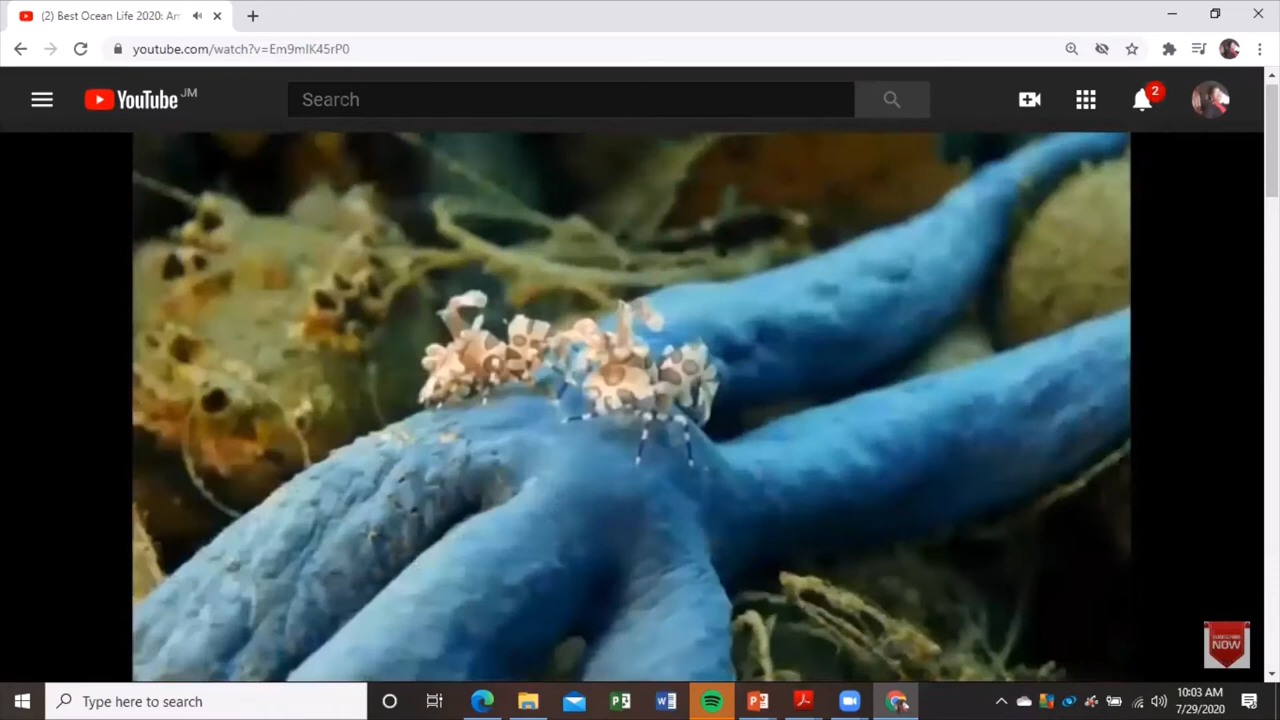 (2) Best Ocean Life 2020: An
youtube.com/watch?v=Em9mIK45rP0
YouTube JM
Search
2
SUBSCRIBE
NOW
Type here to search
10:03 AM
7/29/2020